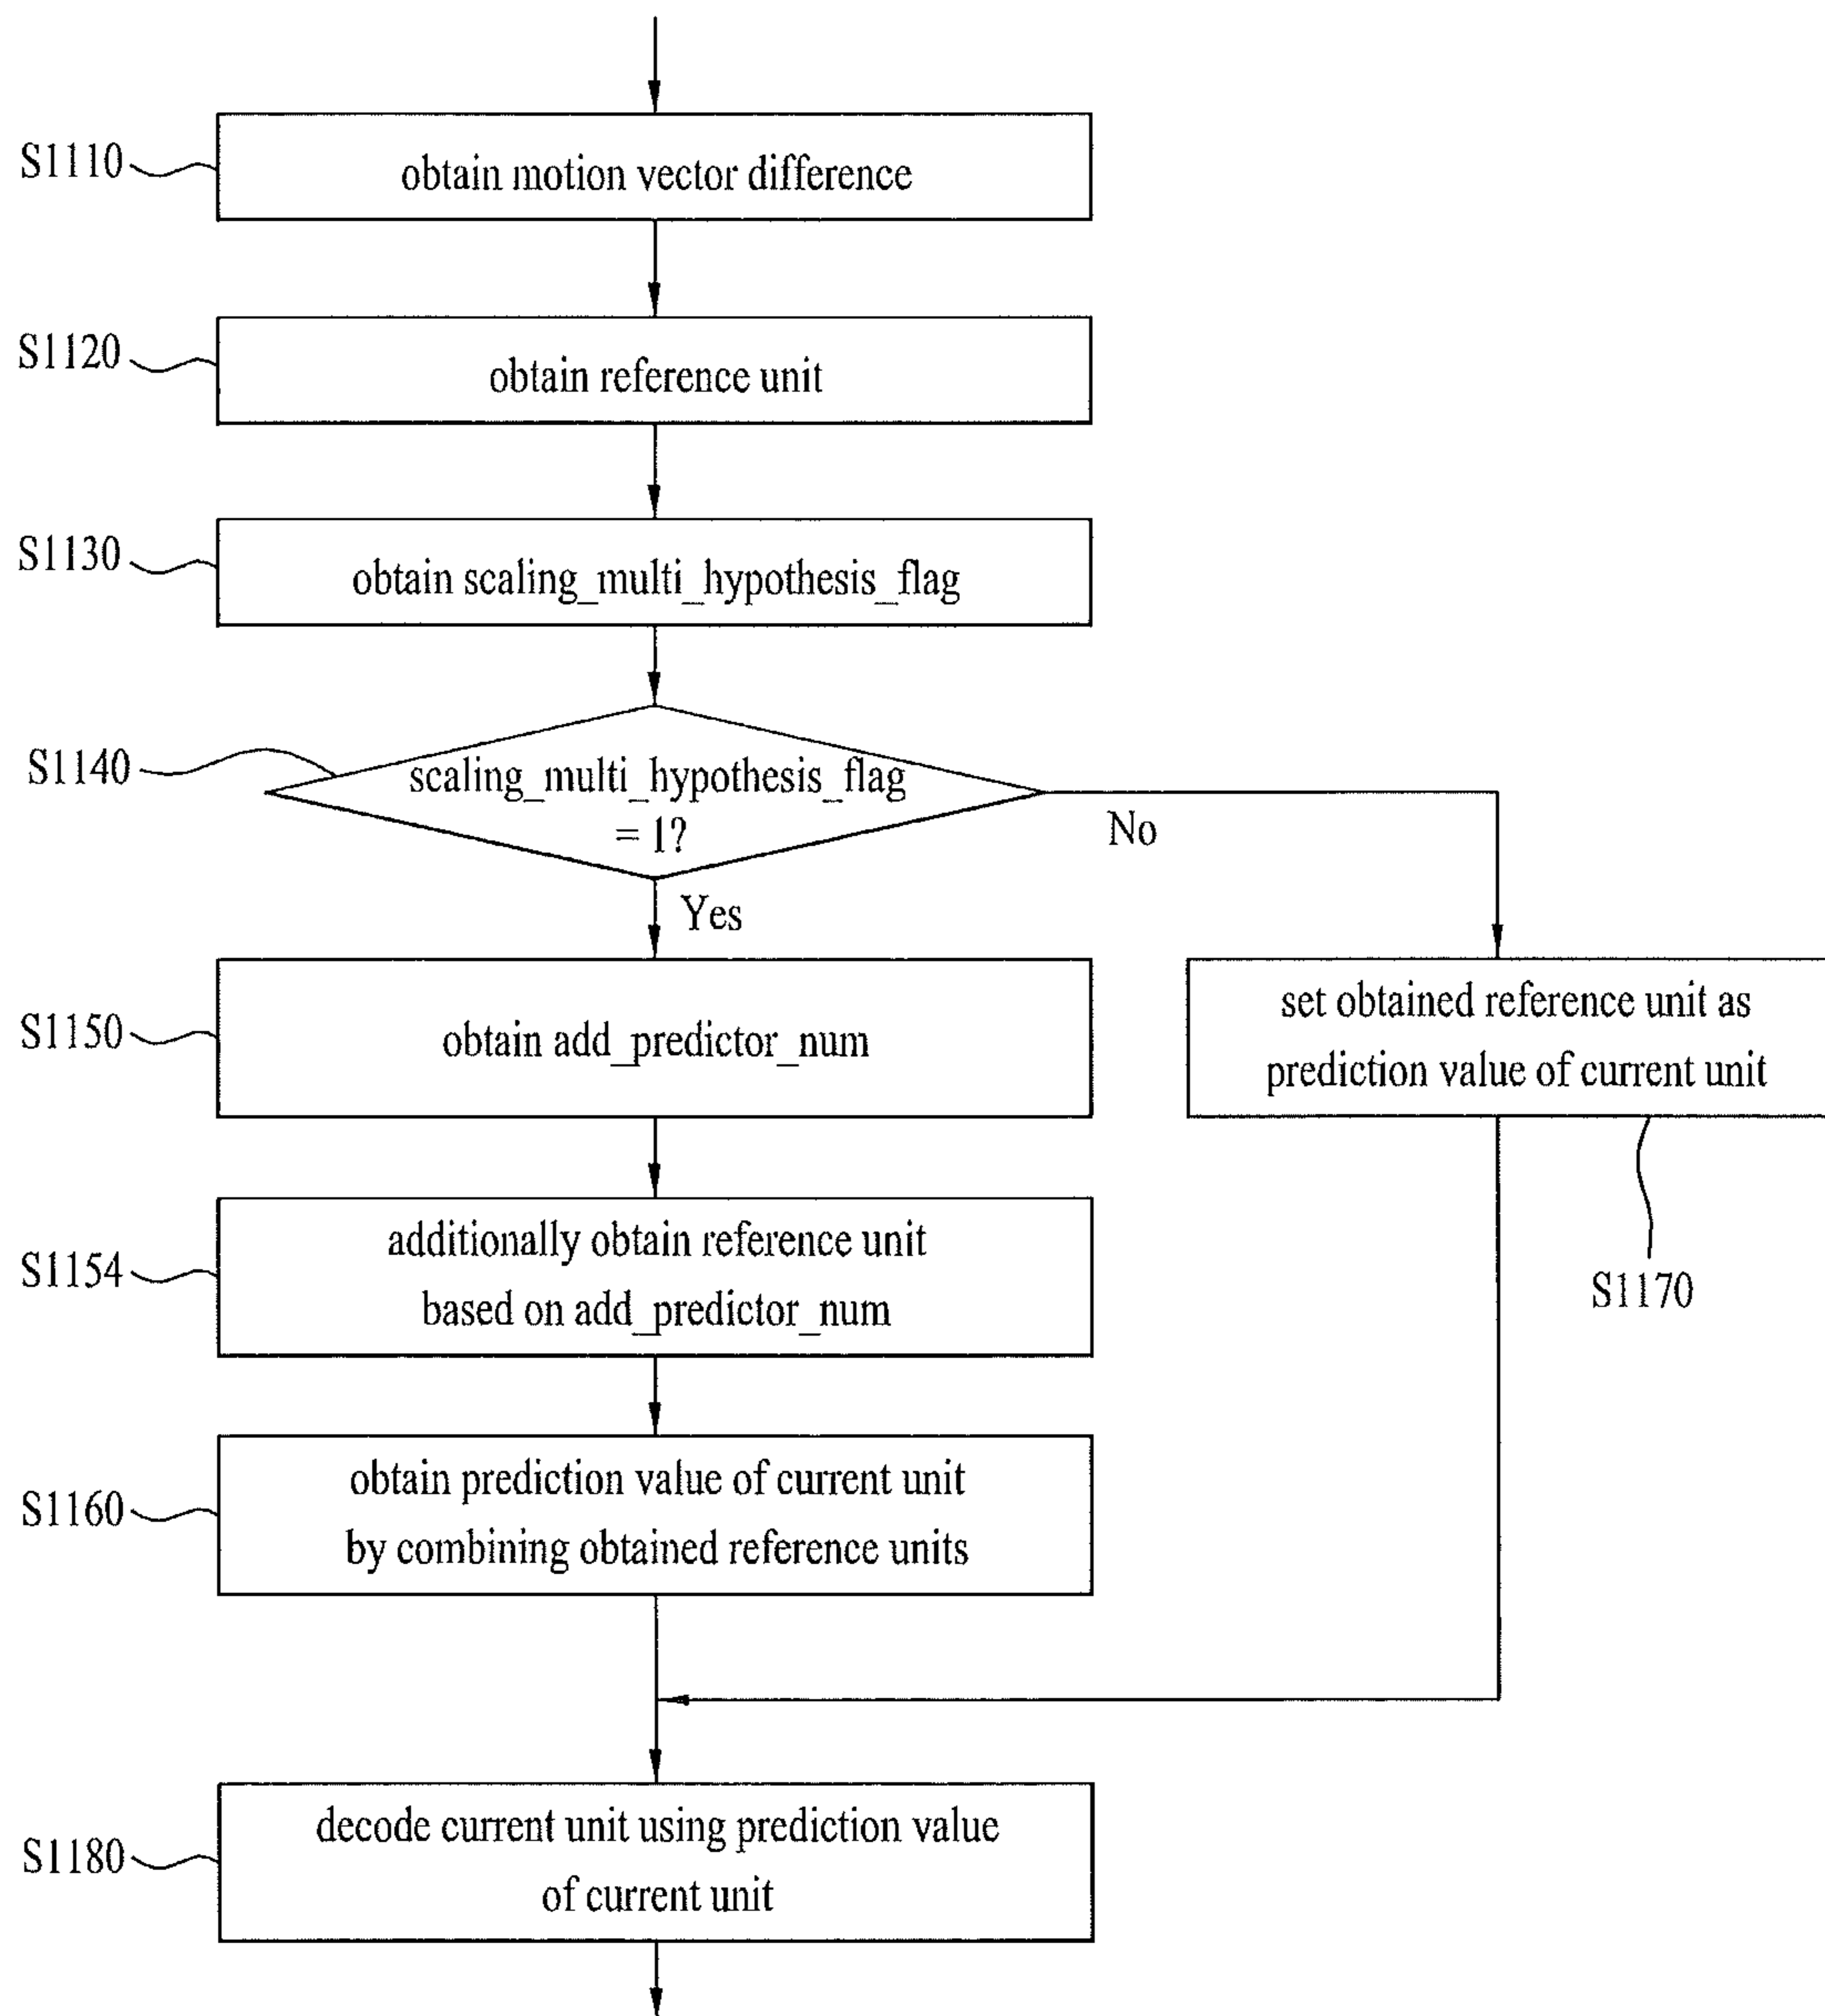 S1110
obtain motion vector difference
S1120
obtain reference unit
S1130
obtain scaling_multi_hypothesis_flag
S1140
scaling_multi_hypothesis_flag
= 1?
No
Yes
S1150
obtain add_predictor_num
set obtained reference unit as
prediction value of current unit
S1154
additionally obtain reference unit
based on add_predictor_num
S1170
S1160
obtain prediction value of current unit
by combining obtained reference units
S1180
decode current unit using prediction value
of current unit